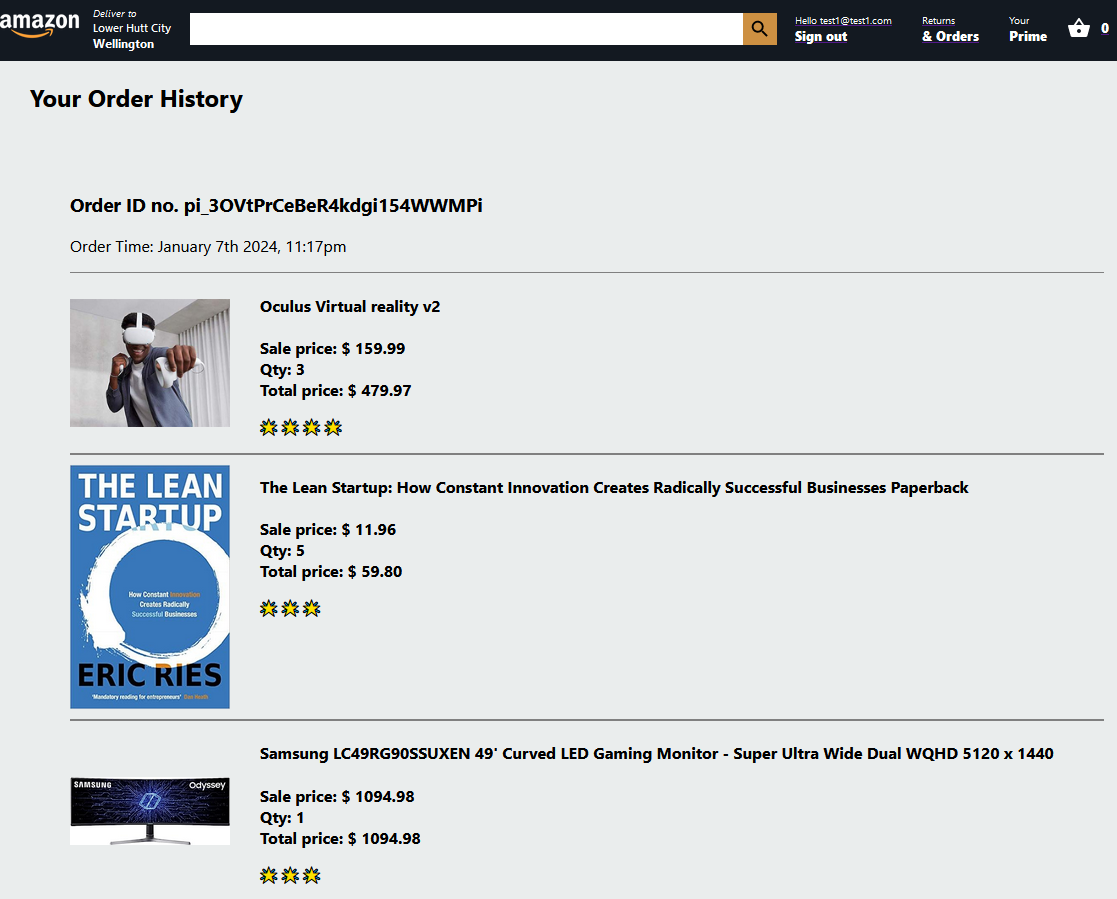 amazon
Deliver to
Lower Hutt City
Wellington
Hello test1@test1.com
Sign out
Returns
& Orders
Your
Prime
0
Your Order History
Order ID no. pi_3OVtPrCeBeR4kdgi154WWMPi
Order Time: January 7th 2024, 11:17pm
Oculus Virtual reality v2
Sale price: $ 159.99
Qty: 3
Total price: $ 479.97
THE LEAN
STARTUP
How Constant Innovation
Creates Radically
Successful Businesses
ERIC RIES
'Mandatory reading for entrepreneurs' Dan Heath
The Lean Startup: How Constant Innovation Creates Radically Successful Businesses Paperback
Sale price: $ 11.96
Qty: 5
Total price: $ 59.80
SAMSUNG
Odyssey
Samsung LC49RG90SSUXEN 49' Curved LED Gaming Monitor - Super Ultra Wide Dual WQHD 5120 x 1440
Sale price: $ 1094.98
Qty: 1
Total price: $ 1094.98